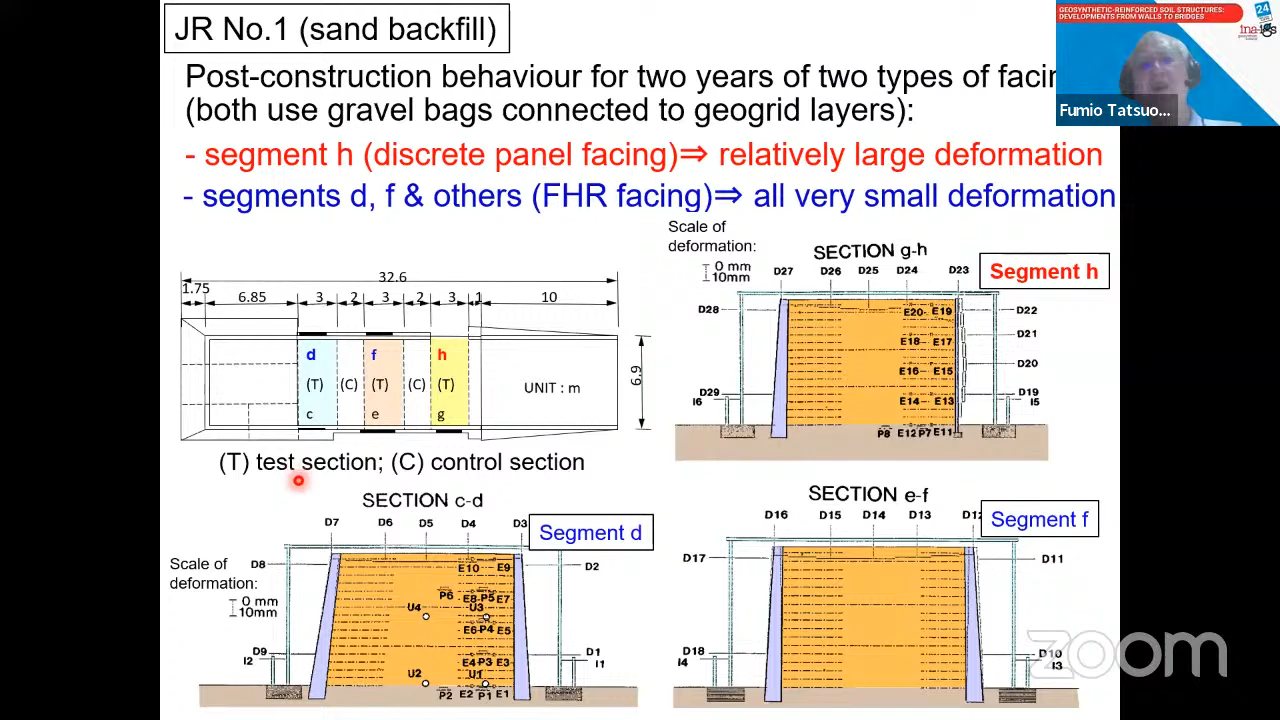 JR No.1 (sand backfill)
GEOSYNTHETIC-REINFORCED SOIL STRUCTURES:
DEVELOPMENTS FROM WALLS TO BRIDGES
24
ina-igs
Fumio Tatsuo...
Post-construction behaviour for two years of two types of facin
(both use gravel bags connected to geogrid layers):
- segment h (discrete panel facing)⇒ relatively large deformation
- segments d, f & others (FHR facing)⇒ all very small deformation
Scale of
deformation:
0 mm
10mm
SECTION g-h
Segment h
D27 D26 D25 D24 D23
D28 E20 E19 D22
E18 E17 D21
E16 E15 D20
D29 E14 E13 D19
I6 I5
P8 E12 P7 E11
32.6
1.75 6.85 3 2 3 2 3 1 10
d f h
(T) (C) (T) (C) (T) UNIT : m
c e g
6.9
(T) test section; (C) control section
SECTION c-d
Segment d
D7 D6 D5 D4 D3
Scale of
deformation:
0 mm
10mm
D8 E10 E9 D2
P6 E8 P5 E7
U4 U3
E6 P4 E5
D9 E4 P3 E3 D1
I2 U2 U1 I1
P2 E2 P1 E1
SECTION e-f
Segment f
D16 D15 D14 D13 D12
D17 D11
D18 D10
I4 I3
zoom